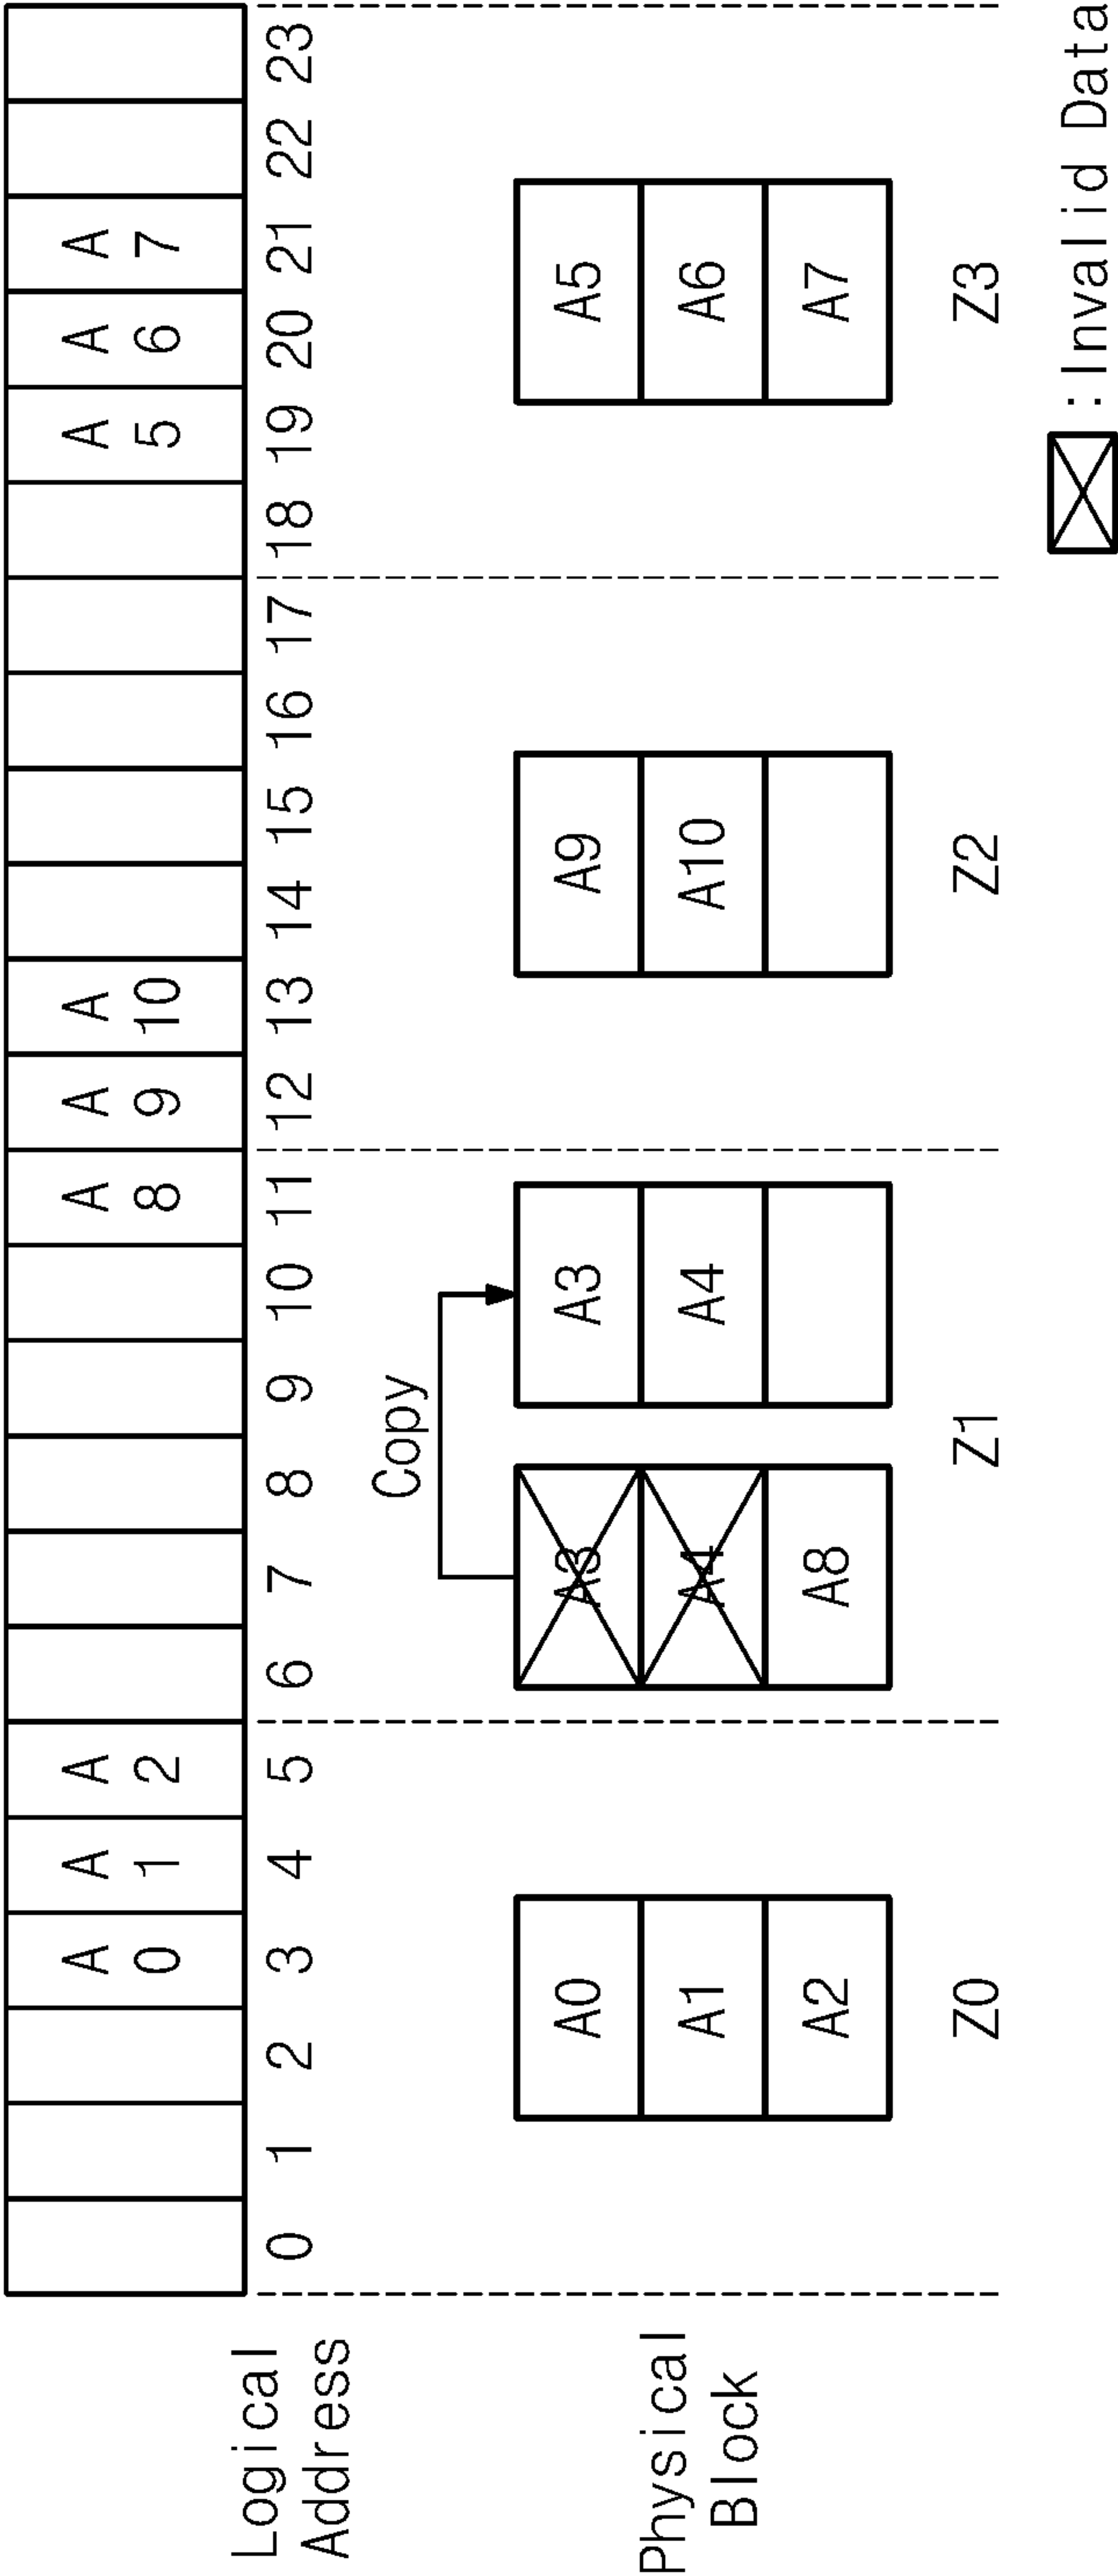 A 0
A 1
A 2
A 8
A 9
A 10
A 5
A 6
A 7
Logical Address
0 1 2 3 4 5 6 7 8 9 10 11 12 13 14 15 16 17 18 19 20 21 22 23
Copy
Physical Block
A0
A1
A2
A3
A4
A8
A3
A4
A9
A10
A5
A6
A7
Z0 Z1 Z2 Z3
: Invalid Data